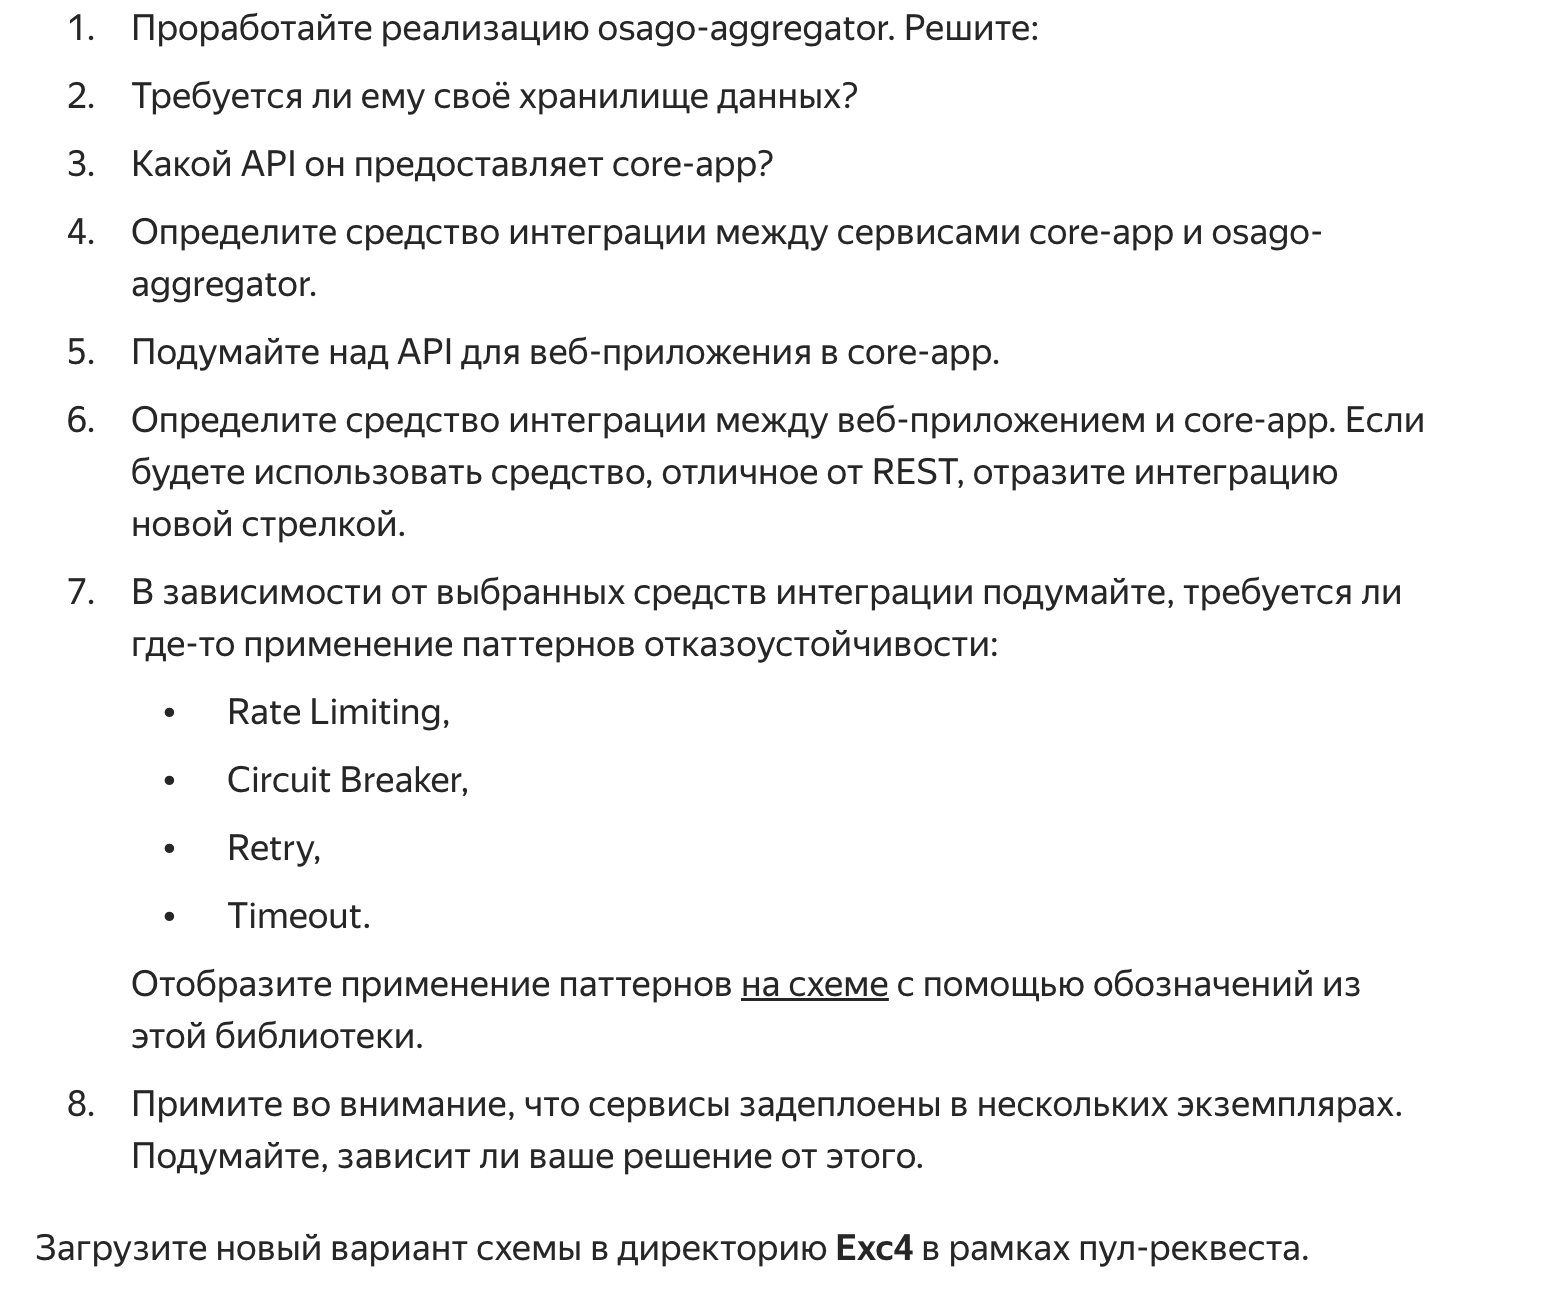 1. Проработайте реализацию osago-aggregator. Решите:
2. Требуется ли ему своё хранилище данных?
3. Какой API он предоставляет core-app?
4. Определите средство интеграции между сервисами core-app и osago-
aggregator.
5. Подумайте над API для веб-приложения в core-app.
6. Определите средство интеграции между веб-приложением и core-app. Если
будете использовать средство, отличное от REST, отразите интеграцию
новой стрелкой.
7. В зависимости от выбранных средств интеграции подумайте, требуется ли
где-то применение паттернов отказоустойчивости:
• Rate Limiting,
• Circuit Breaker,
• Retry,
• Timeout.
Отобразите применение паттернов на схеме с помощью обозначений из
этой библиотеки.
8. Примите во внимание, что сервисы задеплоены в нескольких экземплярах.
Подумайте, зависит ли ваше решение от этого.
Загрузите новый вариант схемы в директорию Exc4 в рамках пул-реквеста.